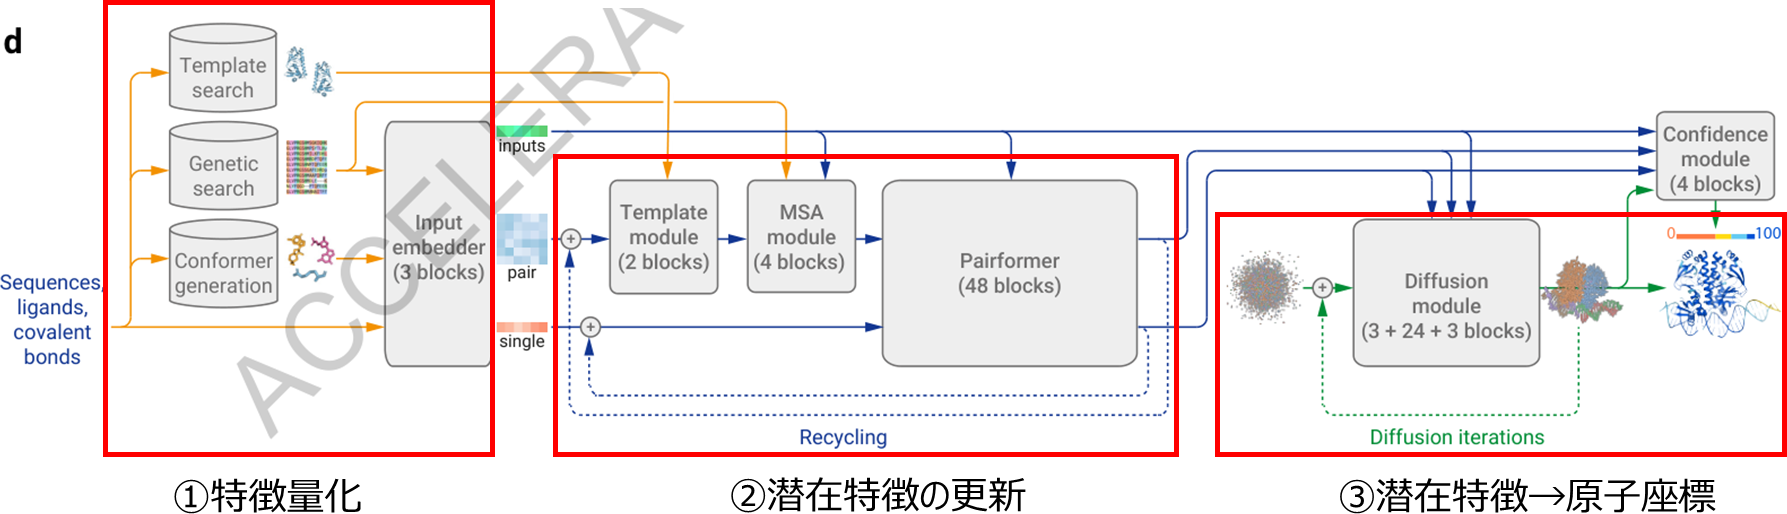 d
Template
search
Genetic
search
Conformer
generation
Sequences,
ligands,
covalent
bonds
Input
embedder
(3 blocks)
inputs
pair
single
Template
module
(2 blocks)
MSA
module
(4 blocks)
Pairformer
(48 blocks)
Recycling
Diffusion
module
(3 + 24 + 3 blocks)
Diffusion iterations
Confidence
module
(4 blocks)
0 100
ACCELERA
①特徴量化
②潜在特徴の更新
③潜在特徴→原子座標